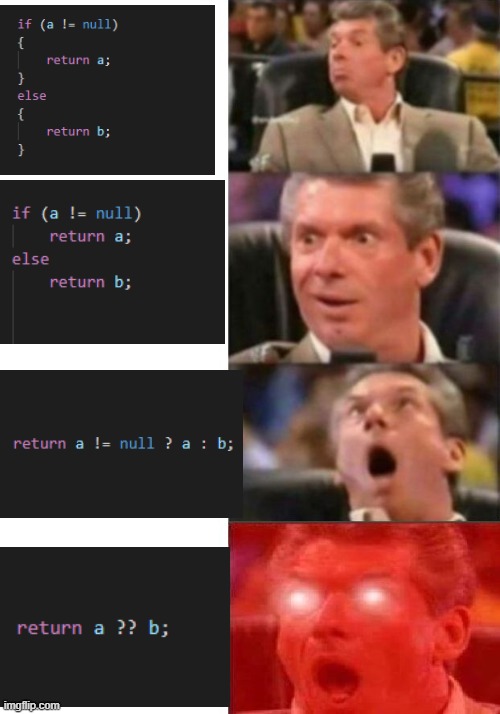 if (a != null)
{
return a;
}
else
{
return b;
}
if (a != null)
return a;
else
return b;
return a != null ? a : b;
return a ?? b;
imgflip.com